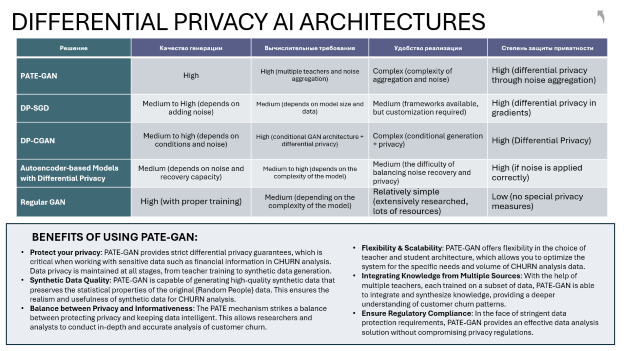 DIFFERENTIAL PRIVACY AI ARCHITECTURES
Решение Качество генерации Вычислительные требования Удобство реализации Степень защиты приватности
PATE-GAN
High
High (multiple teachers and noise
aggregation)
Complex (complexity of
aggregation and noise)
High (differential privacy
through noise aggregation)
DP-SGD
Medium to High (depends on
adding noise)
Medium (depends on model size and
data)
Medium (frameworks available,
but customization required)
High (differential privacy in
gradients)
DP-CGAN
Medium to high (depends on
conditions and noise)
High (conditional GAN architecture +
differential privacy)
Complex (conditional generation
+ privacy)
High (Differential Privacy)
Autoencoder-based Models
with Differential Privacy
Medium (depends on noise and
recovery capacity)
Medium to high (depends on the
complexity of the model)
Medium (the difficulty of
balancing noise recovery and
privacy)
High (if noise is applied
correctly)
Regular GAN
High (with proper training)
Medium (depending on the
complexity of the model)
Relatively simple
(extensively researched,
lots of resources)
Low (no special privacy
measures)
BENEFITS OF USING PATE-GAN:
• Protect your privacy: PATE-GAN provides strict differential privacy guarantees, which is
critical when working with sensitive data such as financial information in CHURN analysis.
Data privacy is maintained at all stages, from teacher training to synthetic data generation.
• Synthetic Data Quality: PATE-GAN is capable of generating high-quality synthetic data that
preserves the statistical properties of the original (Random People) data. This ensures the
realism and usefulness of synthetic data for CHURN analysis.
• Balance between Privacy and Informativeness: The PATE mechanism strikes a balance
between protecting privacy and keeping data intelligent. This allows researchers and
analysts to conduct in-depth and accurate analysis of customer churn.
• Flexibility & Scalability: PATE-GAN offers flexibility in the choice of
teacher and student architecture, which allows you to optimize the
system for the specific needs and volume of CHURN analysis data.
• Integrating Knowledge from Multiple Sources: With the help of
multiple teachers, each trained on a subset of data, PATE-GAN is able
to integrate and synthesize knowledge, providing a deeper
understanding of customer churn patterns.
• Ensure Regulatory Compliance: In the face of stringent data
protection requirements, PATE-GAN provides an effective data analysis
solution without compromising privacy regulations.